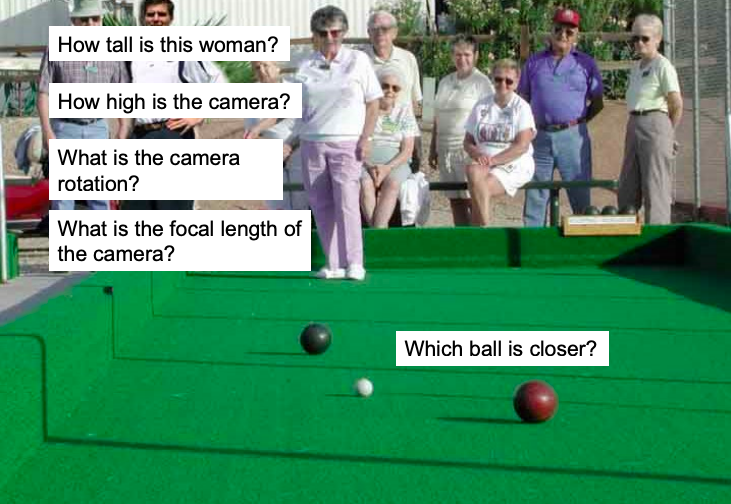 How tall is this woman?
How high is the camera?
What is the camera
rotation?
What is the focal length of
the camera?
Which ball is closer?